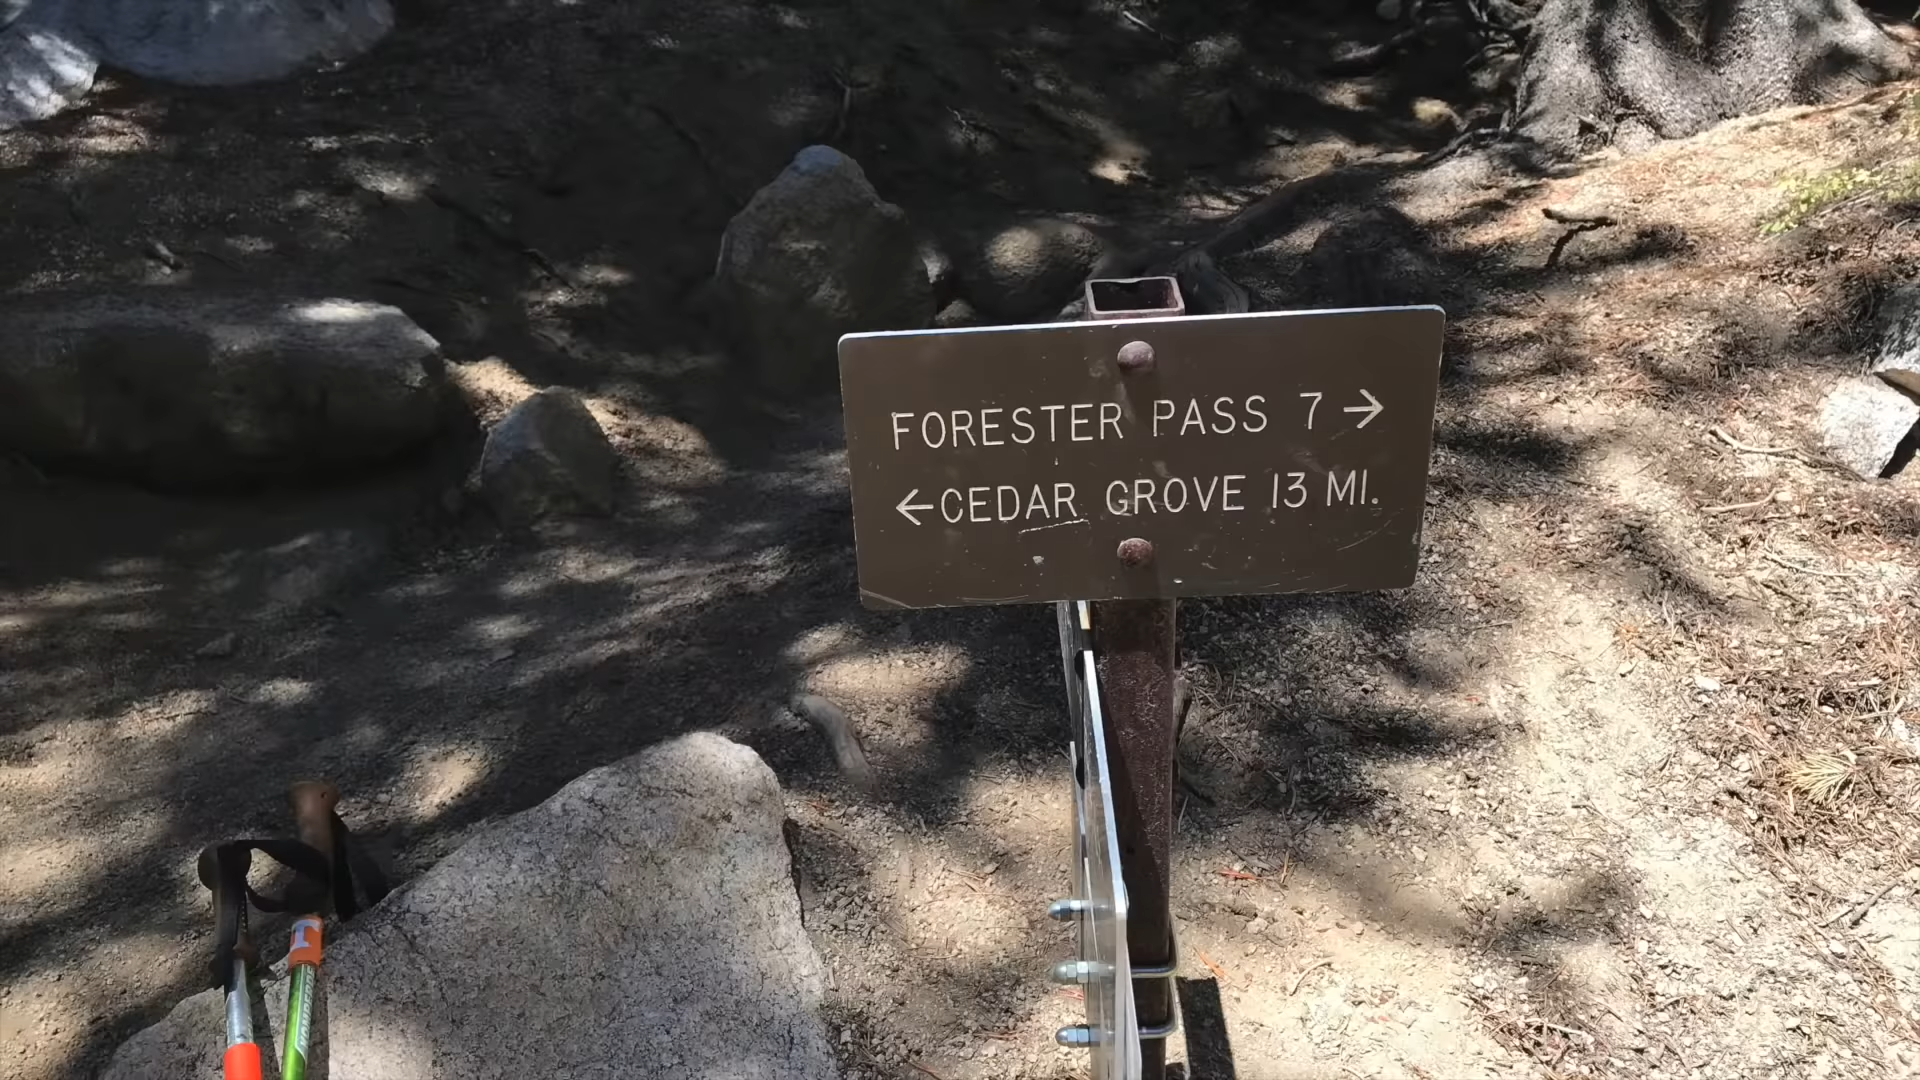 FORESTER PASS 7 →
← CEDAR GROVE 13 MI.
T